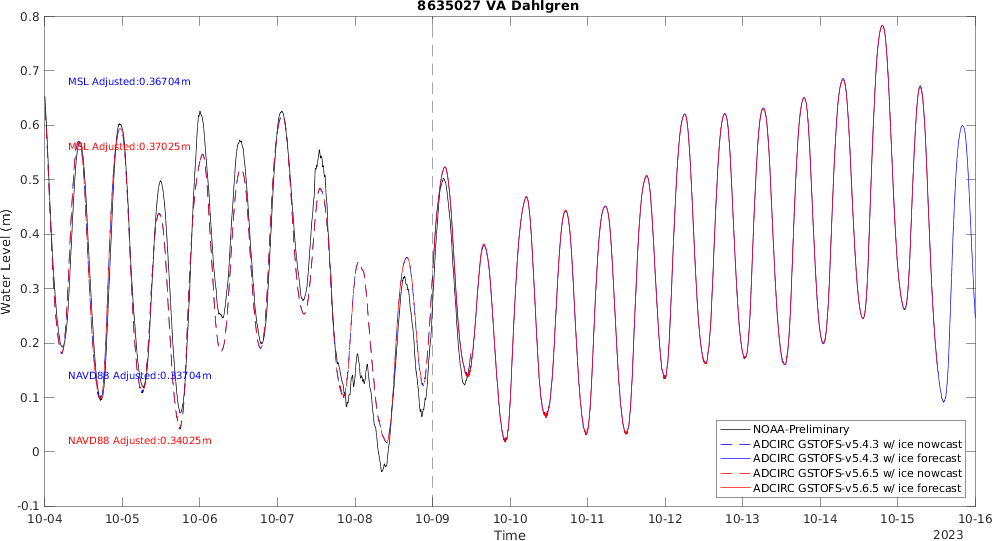 8635027 VA Dahlgren
0.8
0.7
MSL Adjusted:0.36704m
0.6
MSL Adjusted:0.37025m
0.5
0.4
Water Level (m)
0.3
0.2
NAVD88 Adjusted:0.33704m
0.1
NAVD88 Adjusted:0.34025m
0
-0.1
NOAA-Preliminary
ADCIRC GSTOFS-v5.4.3 w/ ice nowcast
ADCIRC GSTOFS-v5.4.3 w/ ice forecast
ADCIRC GSTOFS-v5.6.5 w/ ice nowcast
ADCIRC GSTOFS-v5.6.5 w/ ice forecast
10-04 10-05 10-06 10-07 10-08 10-09 10-10 10-11 10-12 10-13 10-14 10-15 10-16
Time
2023